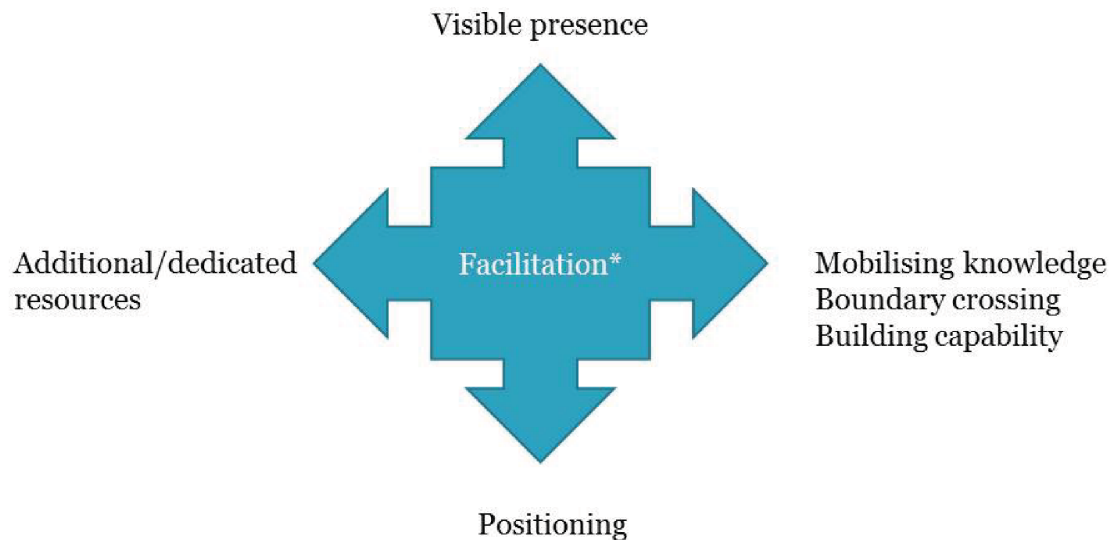 Visible presence
Additional/dedicated
resources
Facilitation*
Mobilising knowledge
Boundary crossing
Building capability
Positioning